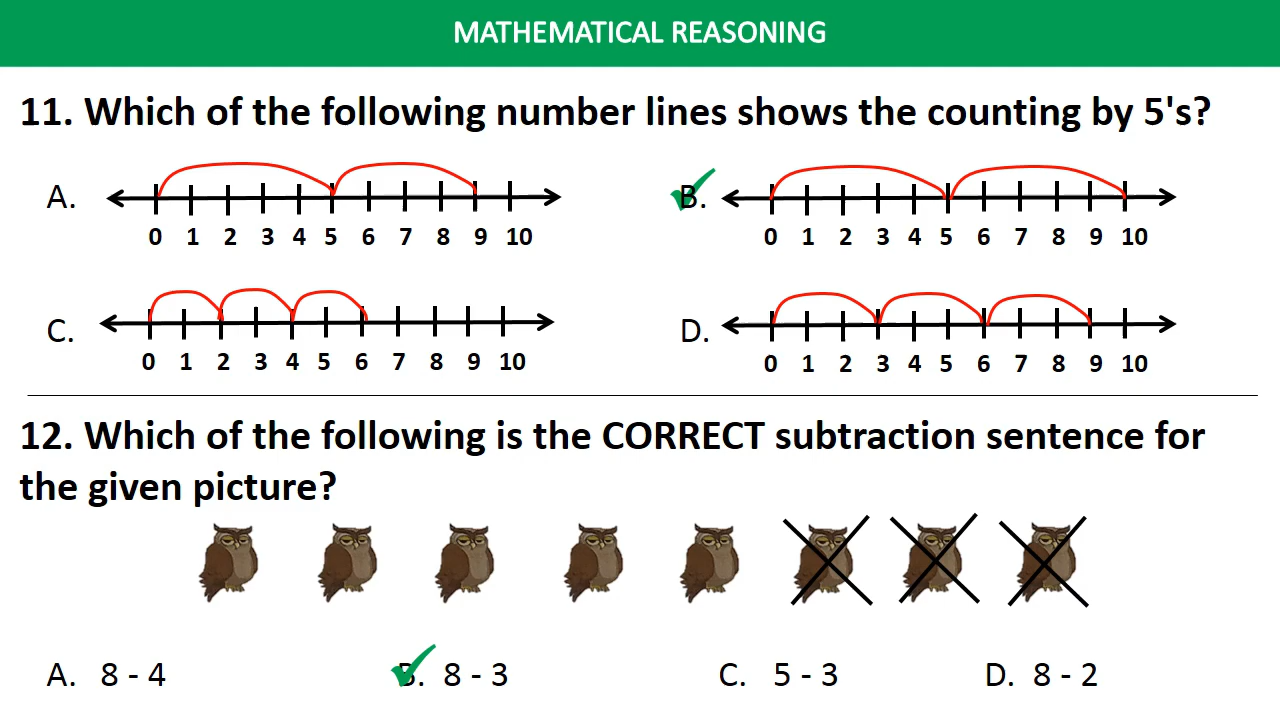 MATHEMATICAL REASONING
11. Which of the following number lines shows the counting by 5's?
A.
0 1 2 3 4 5 6 7 8 9 10
B.
0 1 2 3 4 5 6 7 8 9 10
C.
0 1 2 3 4 5 6 7 8 9 10
D.
0 1 2 3 4 5 6 7 8 9 10
12. Which of the following is the CORRECT subtraction sentence for
the given picture?
A. 8 - 4
B. 8 - 3
C. 5 - 3
D. 8 - 2